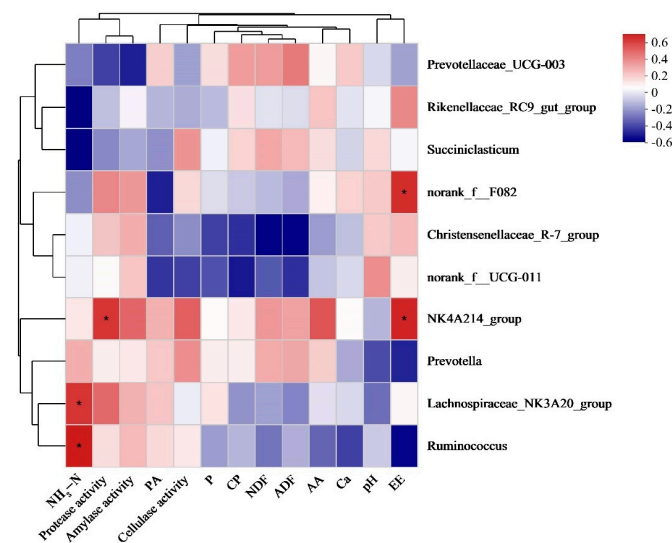 Prevotellaceae_UCG-003
Rikenellaceae_RC9_gut_group
Succiniclasticum
norank_f__F082
Christensenellaceae_R-7_group
norank_f__UCG-011
NK4A214_group
Prevotella
Lachnospiraceae_NK3A20_group
Ruminococcus
0.6
0.4
0.2
0
-0.2
-0.4
-0.6
*
*
*
*
*
NH3-N
Protease activity
Amylase activity
PA
Cellulase activity
P
CP
NDF
ADF
AA
Ca
pH
EE